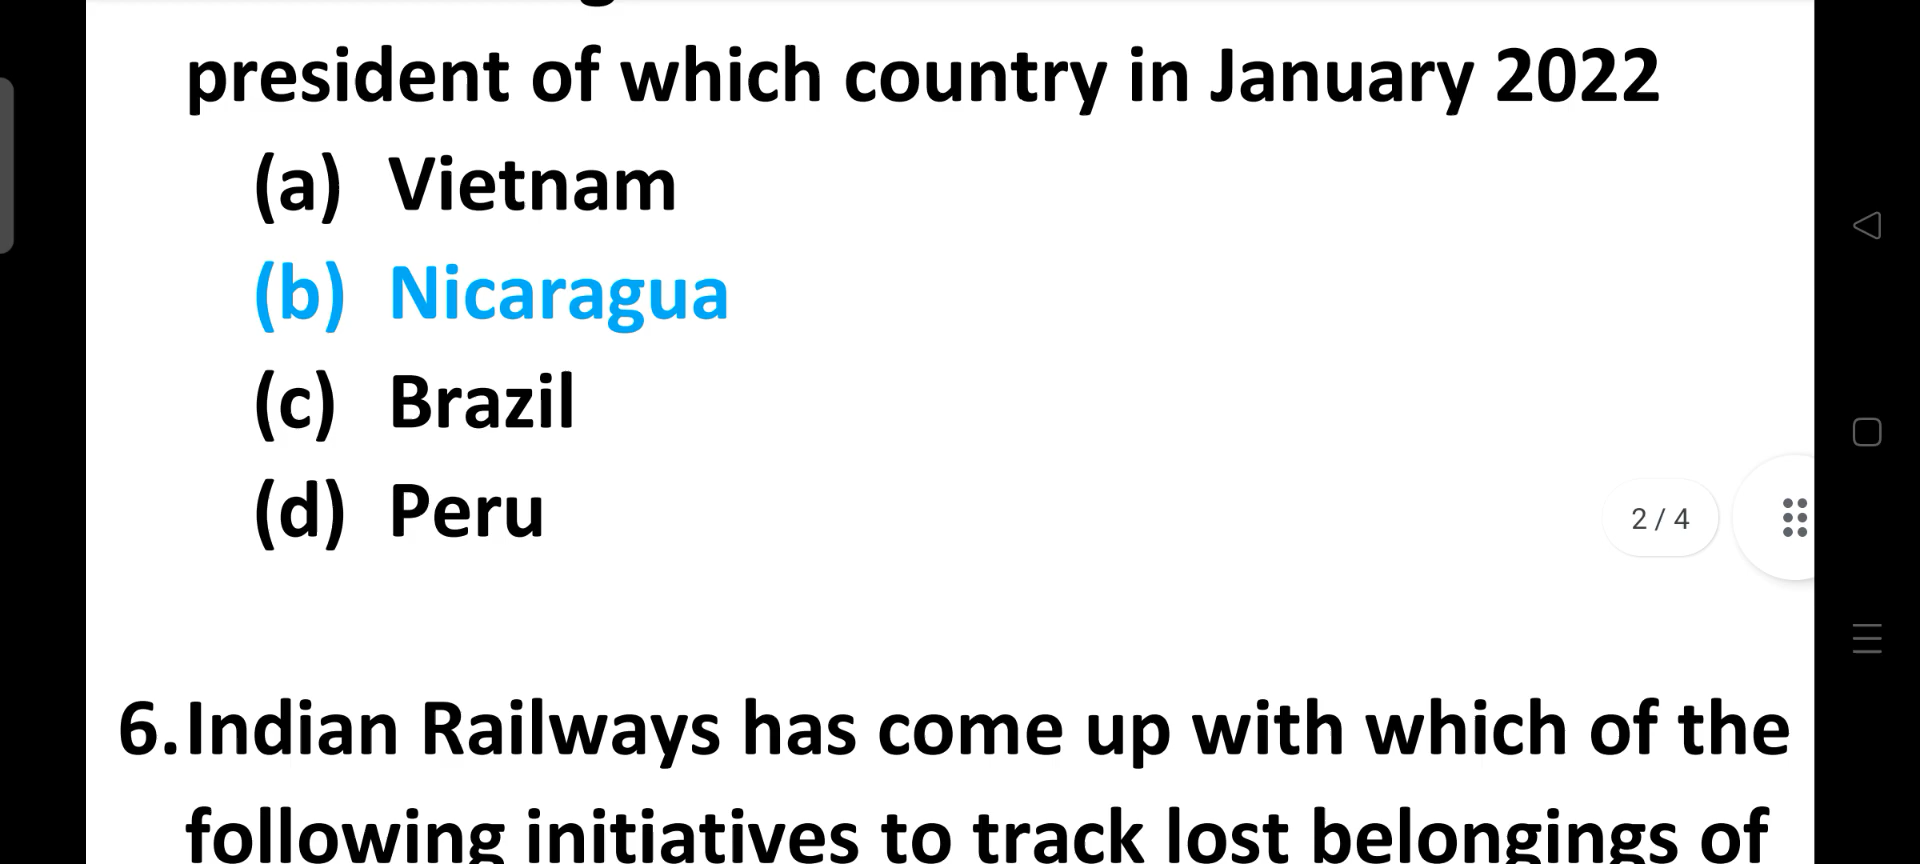 president of which country in January 2022
(a) Vietnam
(b) Nicaragua
(c) Brazil
(d) Peru
2 / 4
6. Indian Railways has come up with which of the
following initiatives to track lost belongings of